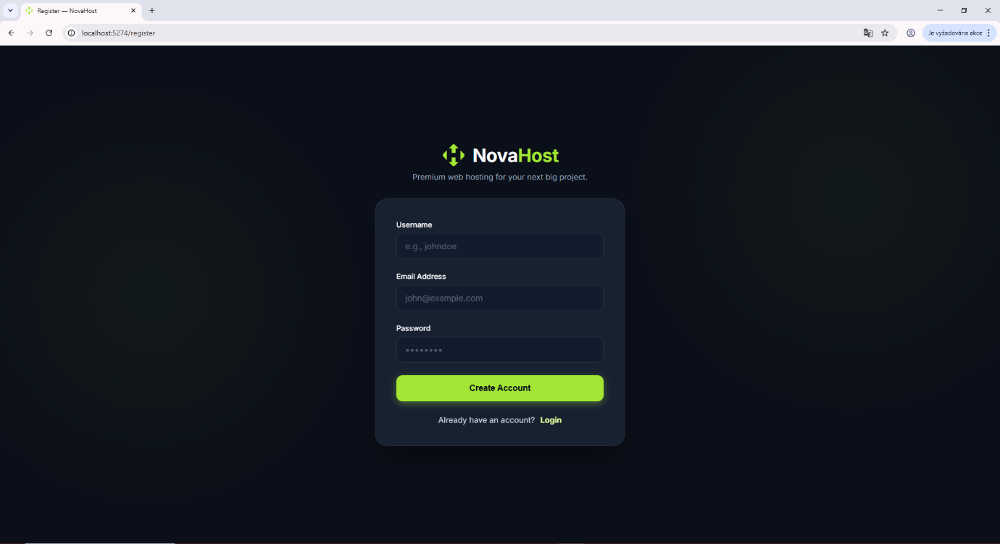 Register — NovaHost
localhost:5274/register
Je vyžadována akce
NovaHost
Premium web hosting for your next big project.
Username
e.g., johndoe
Email Address
john@example.com
Password
••••••••
Create Account
Already have an account? Login